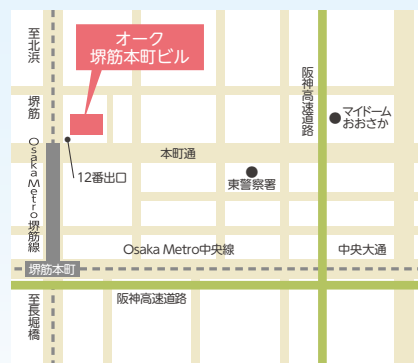 至北浜
オーク
堺筋本町ビル
阪神高速道路
堺筋
マイドーム
おおさか
Osaka Metro堺筋線
本町通
12番出口
東警察署
Osaka Metro中央線
中央大通
堺筋本町
至長堀橋
阪神高速道路